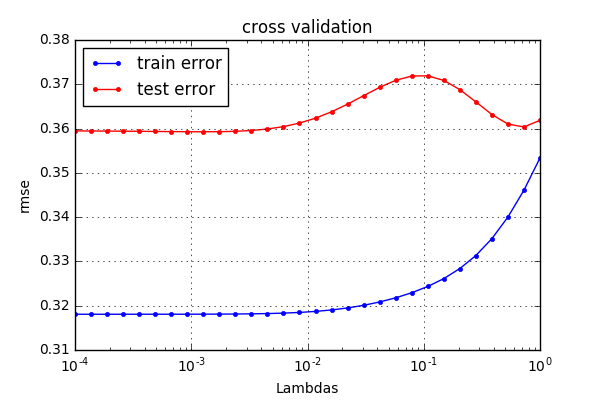 cross validation
train error
test error
0.38
0.37
0.36
0.35
0.34
0.33
0.32
0.31
rmse
10^-4 10^-3 10^-2 10^-1 10^0
Lambdas